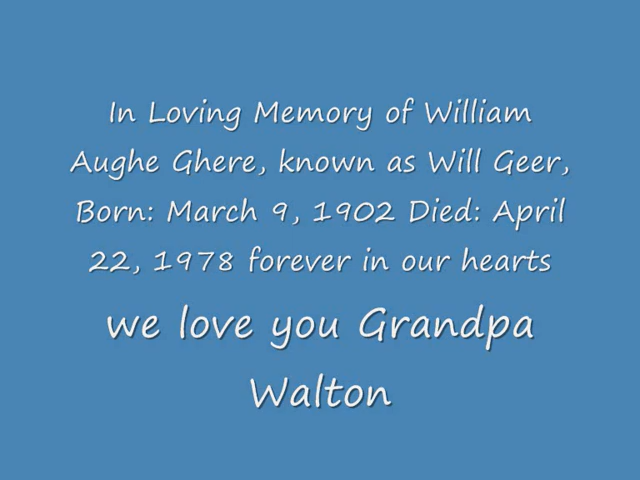 In Loving Memory of William
Aughe Ghere, known as Will Geer,
Born: March 9, 1902 Died: April
22, 1978 forever in our hearts
we love you Grandpa
Walton